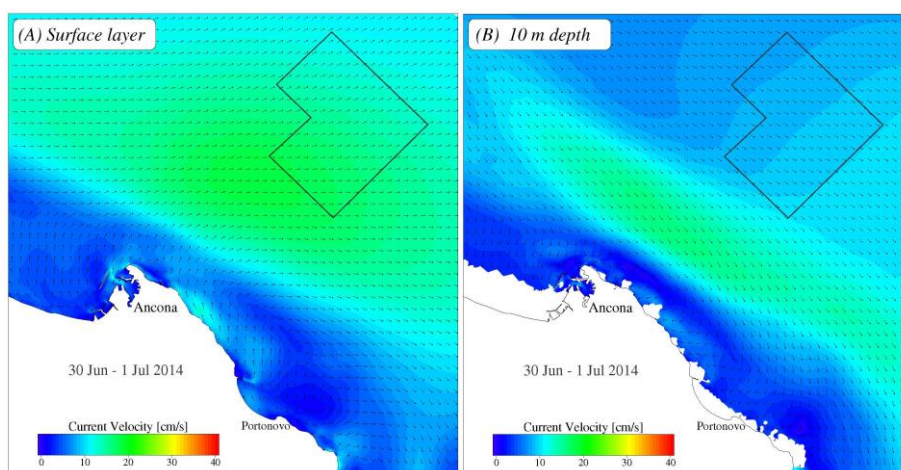 (A) Surface layer
Ancona
30 Jun - 1 Jul 2014
Current Velocity [cm/s]
0 10 20 30 40
Portonovo
(B) 10 m depth
Ancona
30 Jun - 1 Jul 2014
Current Velocity [cm/s]
0 10 20 30 40
Portonovo